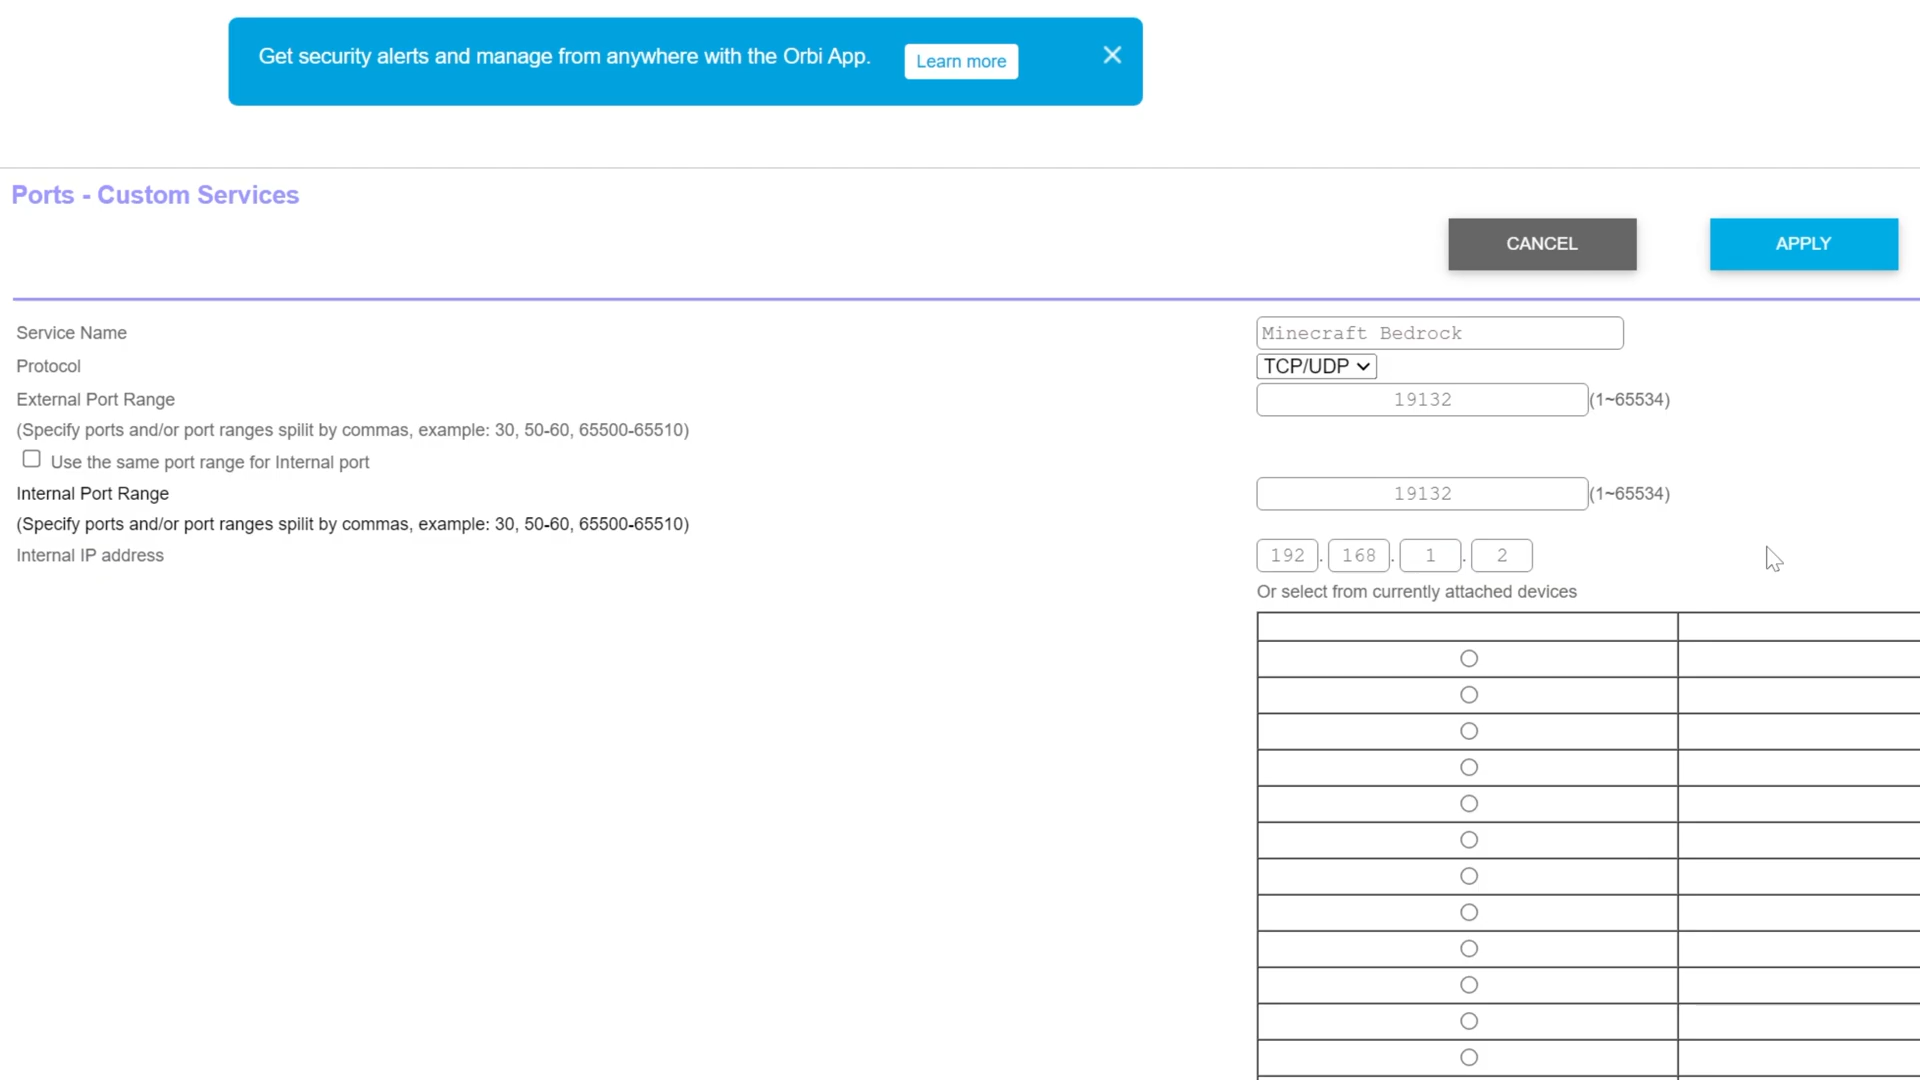 Get security alerts and manage from anywhere with the Orbi App. Learn more
Ports - Custom Services
CANCEL APPLY
Service Name Minecraft Bedrock
Protocol TCP/UDP
External Port Range 19132 (1~65534)
(Specify ports and/or port ranges spilit by commas, example: 30, 50-60, 65500-65510)
Use the same port range for Internal port
Internal Port Range 19132 (1~65534)
(Specify ports and/or port ranges spilit by commas, example: 30, 50-60, 65500-65510)
Internal IP address 192 . 168 . 1 . 2
Or select from currently attached devices